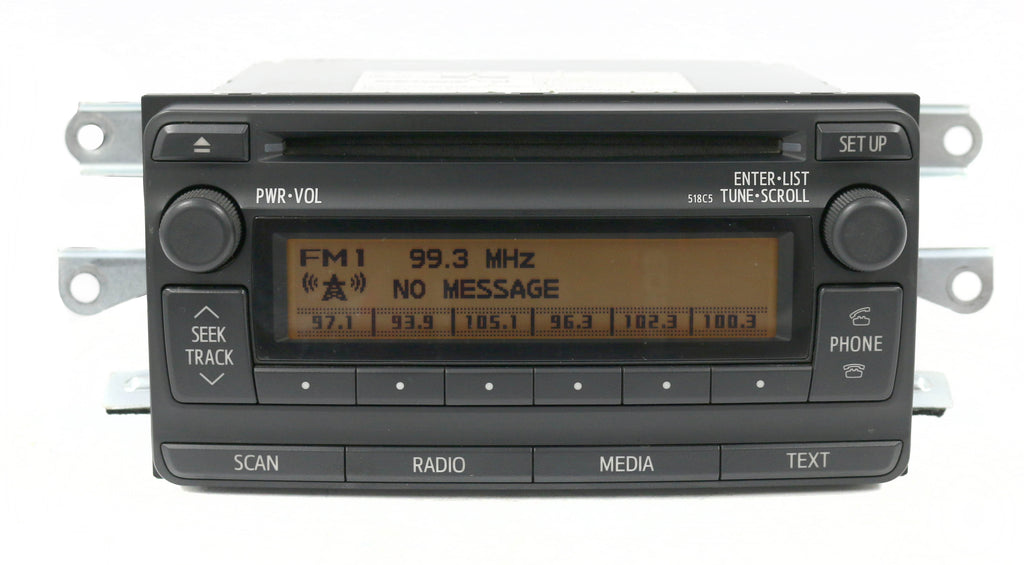 SET UP
PWR•VOL
ENTER•LIST
518C5 TUNE•SCROLL
FM1 99.3 MHz
NO MESSAGE
97.1 93.9 105.1 96.3 102.3 100.3
SEEK
TRACK
PHONE
SCAN RADIO MEDIA TEXT